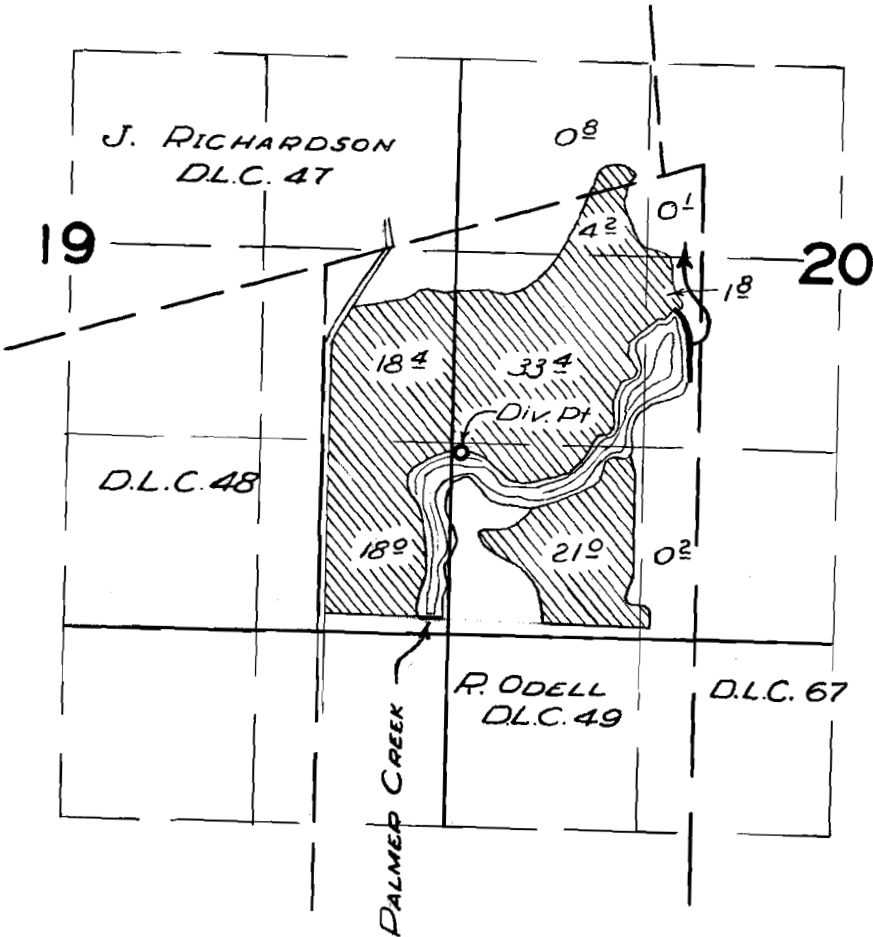 J. RICHARDSON
D.L.C. 47
0 8
0 1
4 2
19
20
1 8
18 4
33 4
Div. Pt
D.L.C. 48
18 0
21 0
0 2
R. ODELL
D.L.C. 49
D.L.C. 67
PALMER CREEK